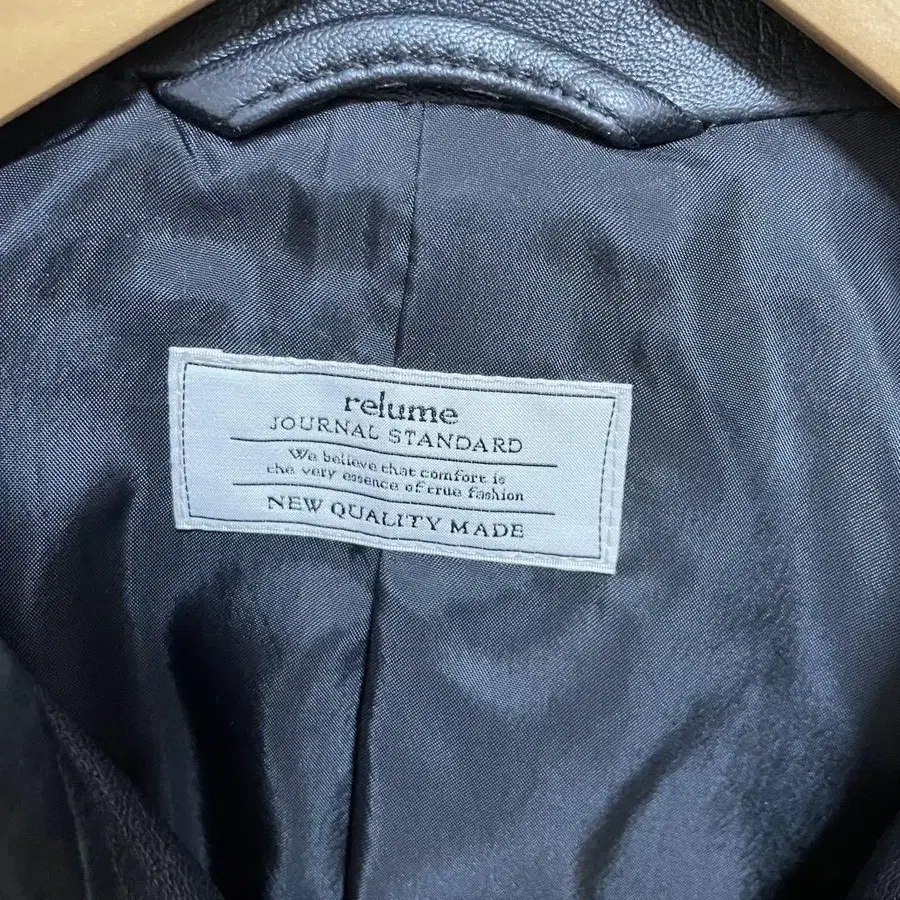 relume
JOURNAL STANDARD
We believe that comfort is
the very essence of true fashion
NEW QUALITY MADE